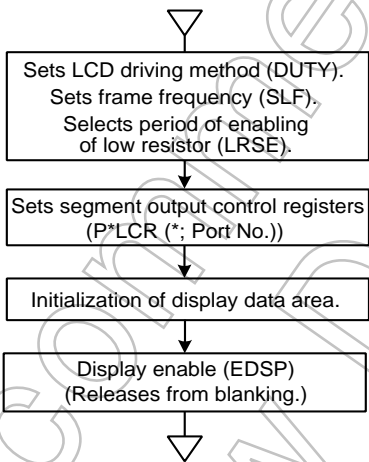 Sets LCD driving method (DUTY).
Sets frame frequency (SLF).
Selects period of enabling
of low resistor (LRSE).
Sets segment output control registers
(P*LCR (*; Port No.))
Initialization of display data area.
Display enable (EDSP)
(Releases from blanking.)